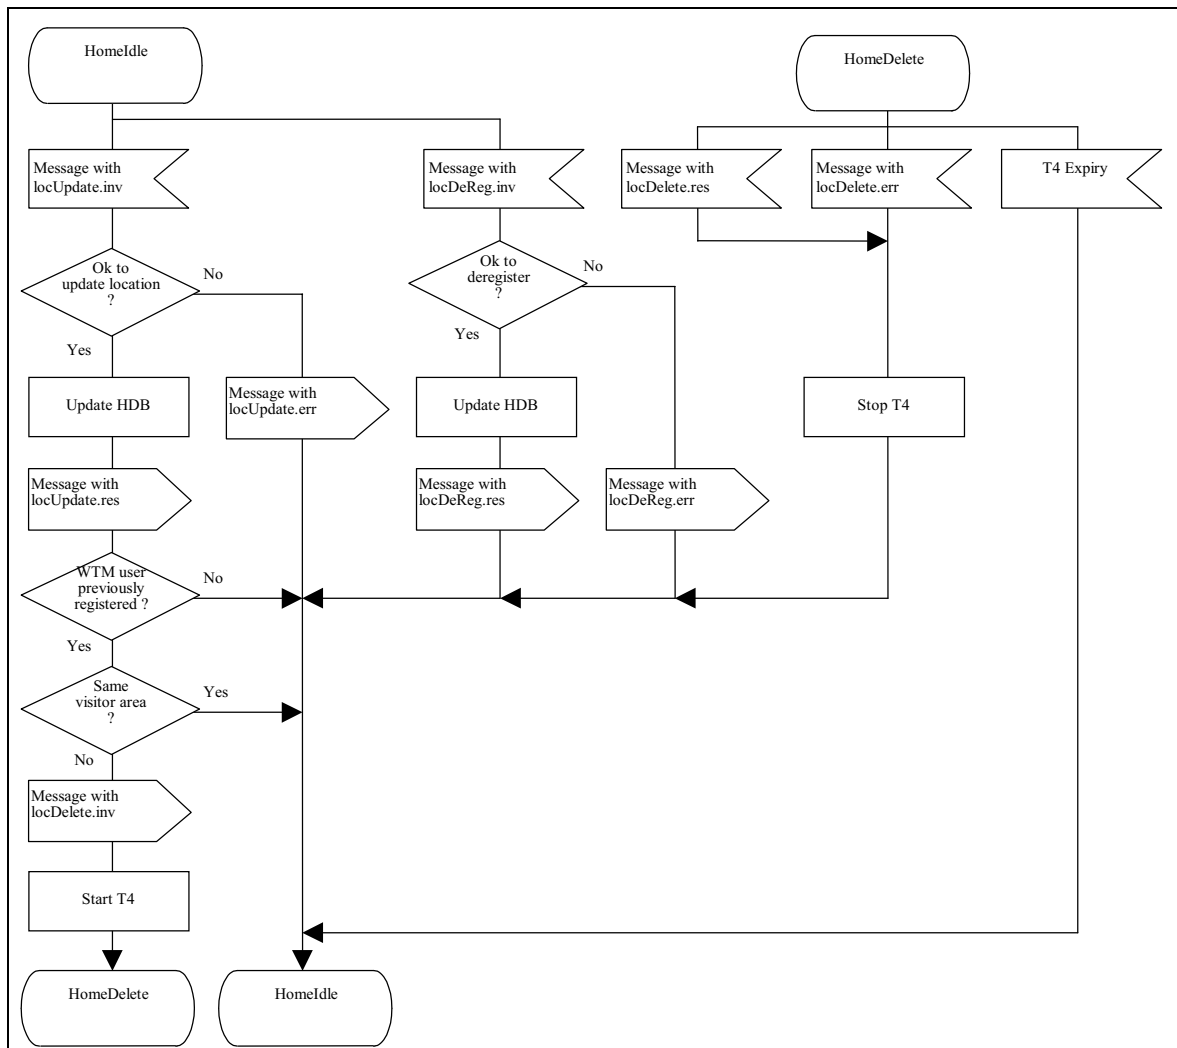 HomeIdle
HomeDelete
Message with
locUpdate.inv
Message with
locDeReg.inv
Message with
locDelete.res
Message with
locDelete.err
T4 Expiry
Ok to
update location
?
No
Ok to
deregister
?
No
Yes
Yes
Update HDB
Message with
locUpdate.err
Update HDB
Stop T4
Message with
locUpdate.res
Message with
locDeReg.res
Message with
locDeReg.err
WTM user
previously
registered ?
No
Yes
Same
visitor area
?
Yes
No
Message with
locDelete.inv
Start T4
HomeDelete
HomeIdle